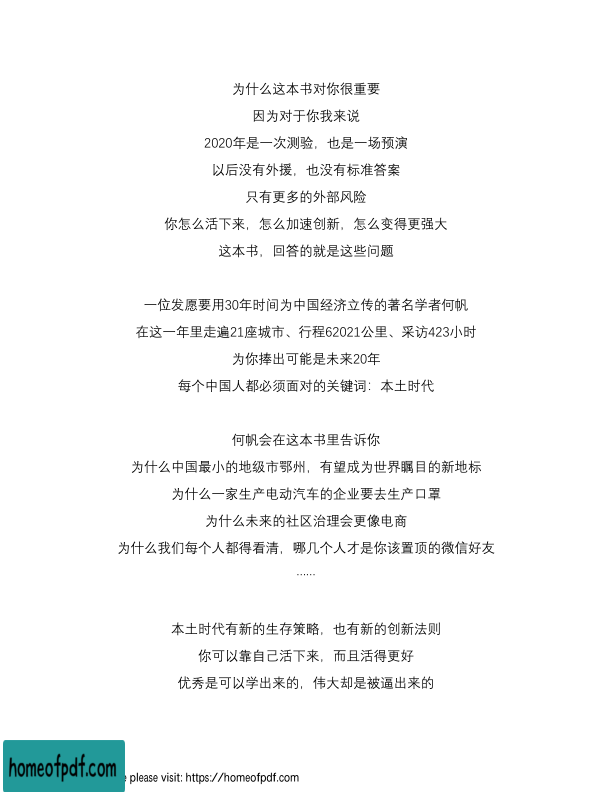 为什么这本书对你很重要
因为对于你我来说
2020年是一次测验，也是一场预演
以后没有外援，也没有标准答案
只有更多的外部风险
你怎么活下来，怎么加速创新，怎么变得更强大
这本书，回答的就是这些问题
一位发愿要用30年时间为中国经济立传的著名学者何帆
在这一年里走遍21座城市、行程62021公里、采访423小时
为你捧出可能是未来20年
每个中国人都必须面对的关键词：本土时代
何帆会在这本书里告诉你
为什么中国最小的地级市鄂州，有望成为世界瞩目的新地标
为什么一家生产电动汽车的企业要去生产口罩
为什么未来的社区治理会更像电商
为什么我们每个人都得看清，哪几个人才是你该置顶的微信好友
……
本土时代有新的生存策略，也有新的创新法则
你可以靠自己活下来，而且活得更好
优秀是可以学出来的，伟大却是被逼出来的
homeofpdf.com
please visit: https://homeofpdf.com